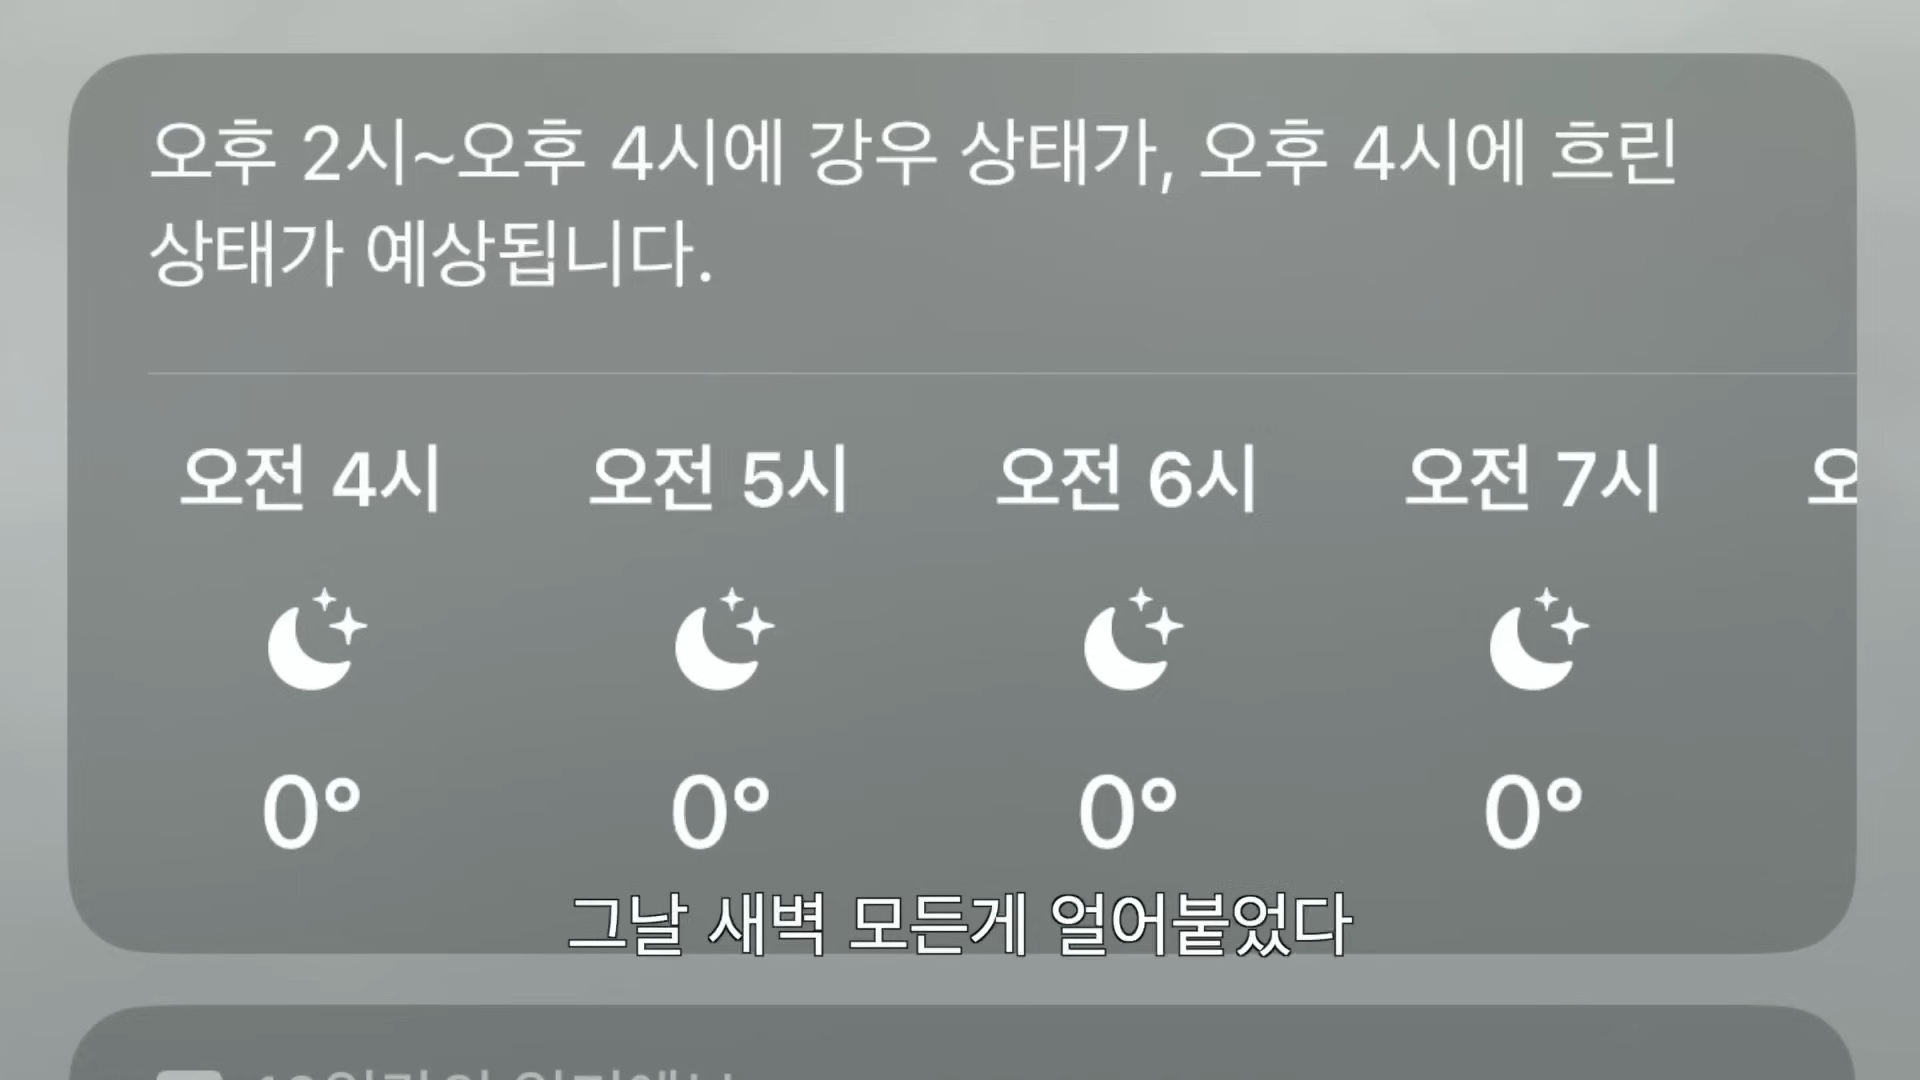 오후 2시~오후 4시에 강우 상태가, 오후 4시에 흐린
상태가 예상됩니다.
오전 4시 오전 5시 오전 6시 오전 7시
0° 0° 0° 0°
그날 새벽 모든게 얼어붙었다